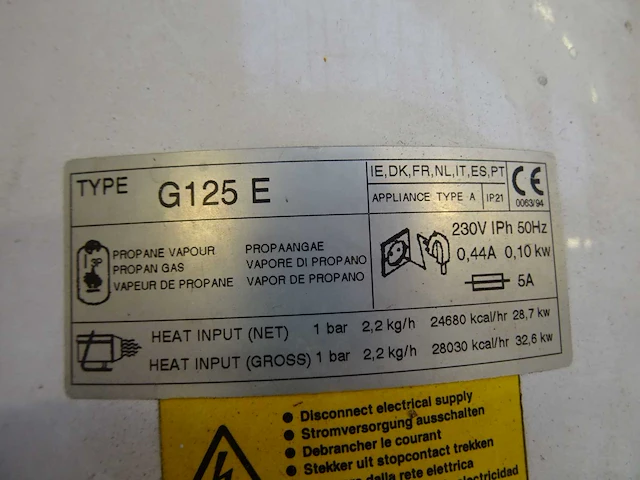 TYPE G125 E
IE,DK,FR,NL,IT,ES,PT
APPLIANCE TYPE A IP21
CE
0063/94
3P
PROPANE VAPOUR PROPAANGAE
PROPAN GAS VAPORE DI PROPANO
VAPEUR DE PROPANE VAPOR DE PROPANO
230V IPh 50Hz
0,44A 0,10 kw
5A
HEAT INPUT (NET) 1 bar 2,2 kg/h 24680 kcal/hr 28,7 kw
HEAT INPUT (GROSS) 1 bar 2,2 kg/h 28030 kcal/hr 32,6 kw
• Disconnect electrical supply
• Stromversorgung ausschalten
• Debrancher le courant
• Stekker uit stopcontact trekken
dalla rete elettrica
electricidad